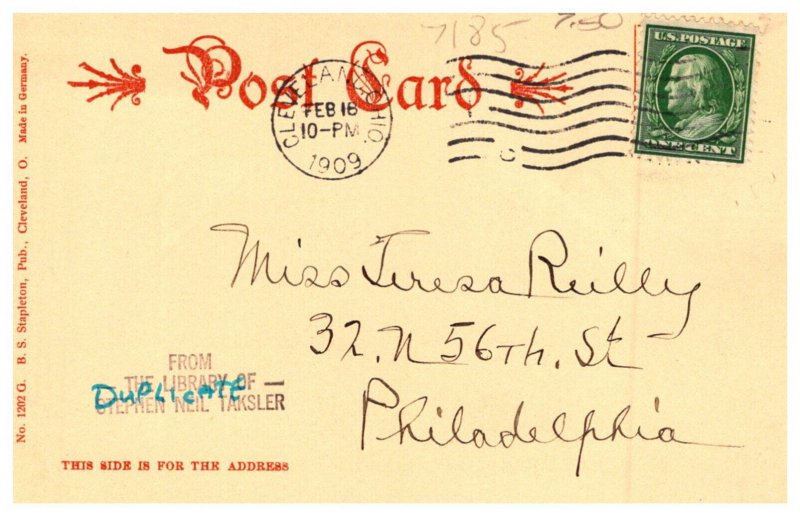 7185 7.50
Post Card
U.S. POSTAGE
ONE CENT
CLEVELAND, OHIO.
FEB 18
10-PM
1909
C
No. 1202 G. B. S. Stapleton, Pub., Cleveland, O. Made in Germany.
Miss Teresa Reilly
32. N 56TH. St
Philadelphia
FROM
THE LIBRARY OF —
STEPHEN NEIL TAKSLER
DUPLICATE
THIS SIDE IS FOR THE ADDRESS